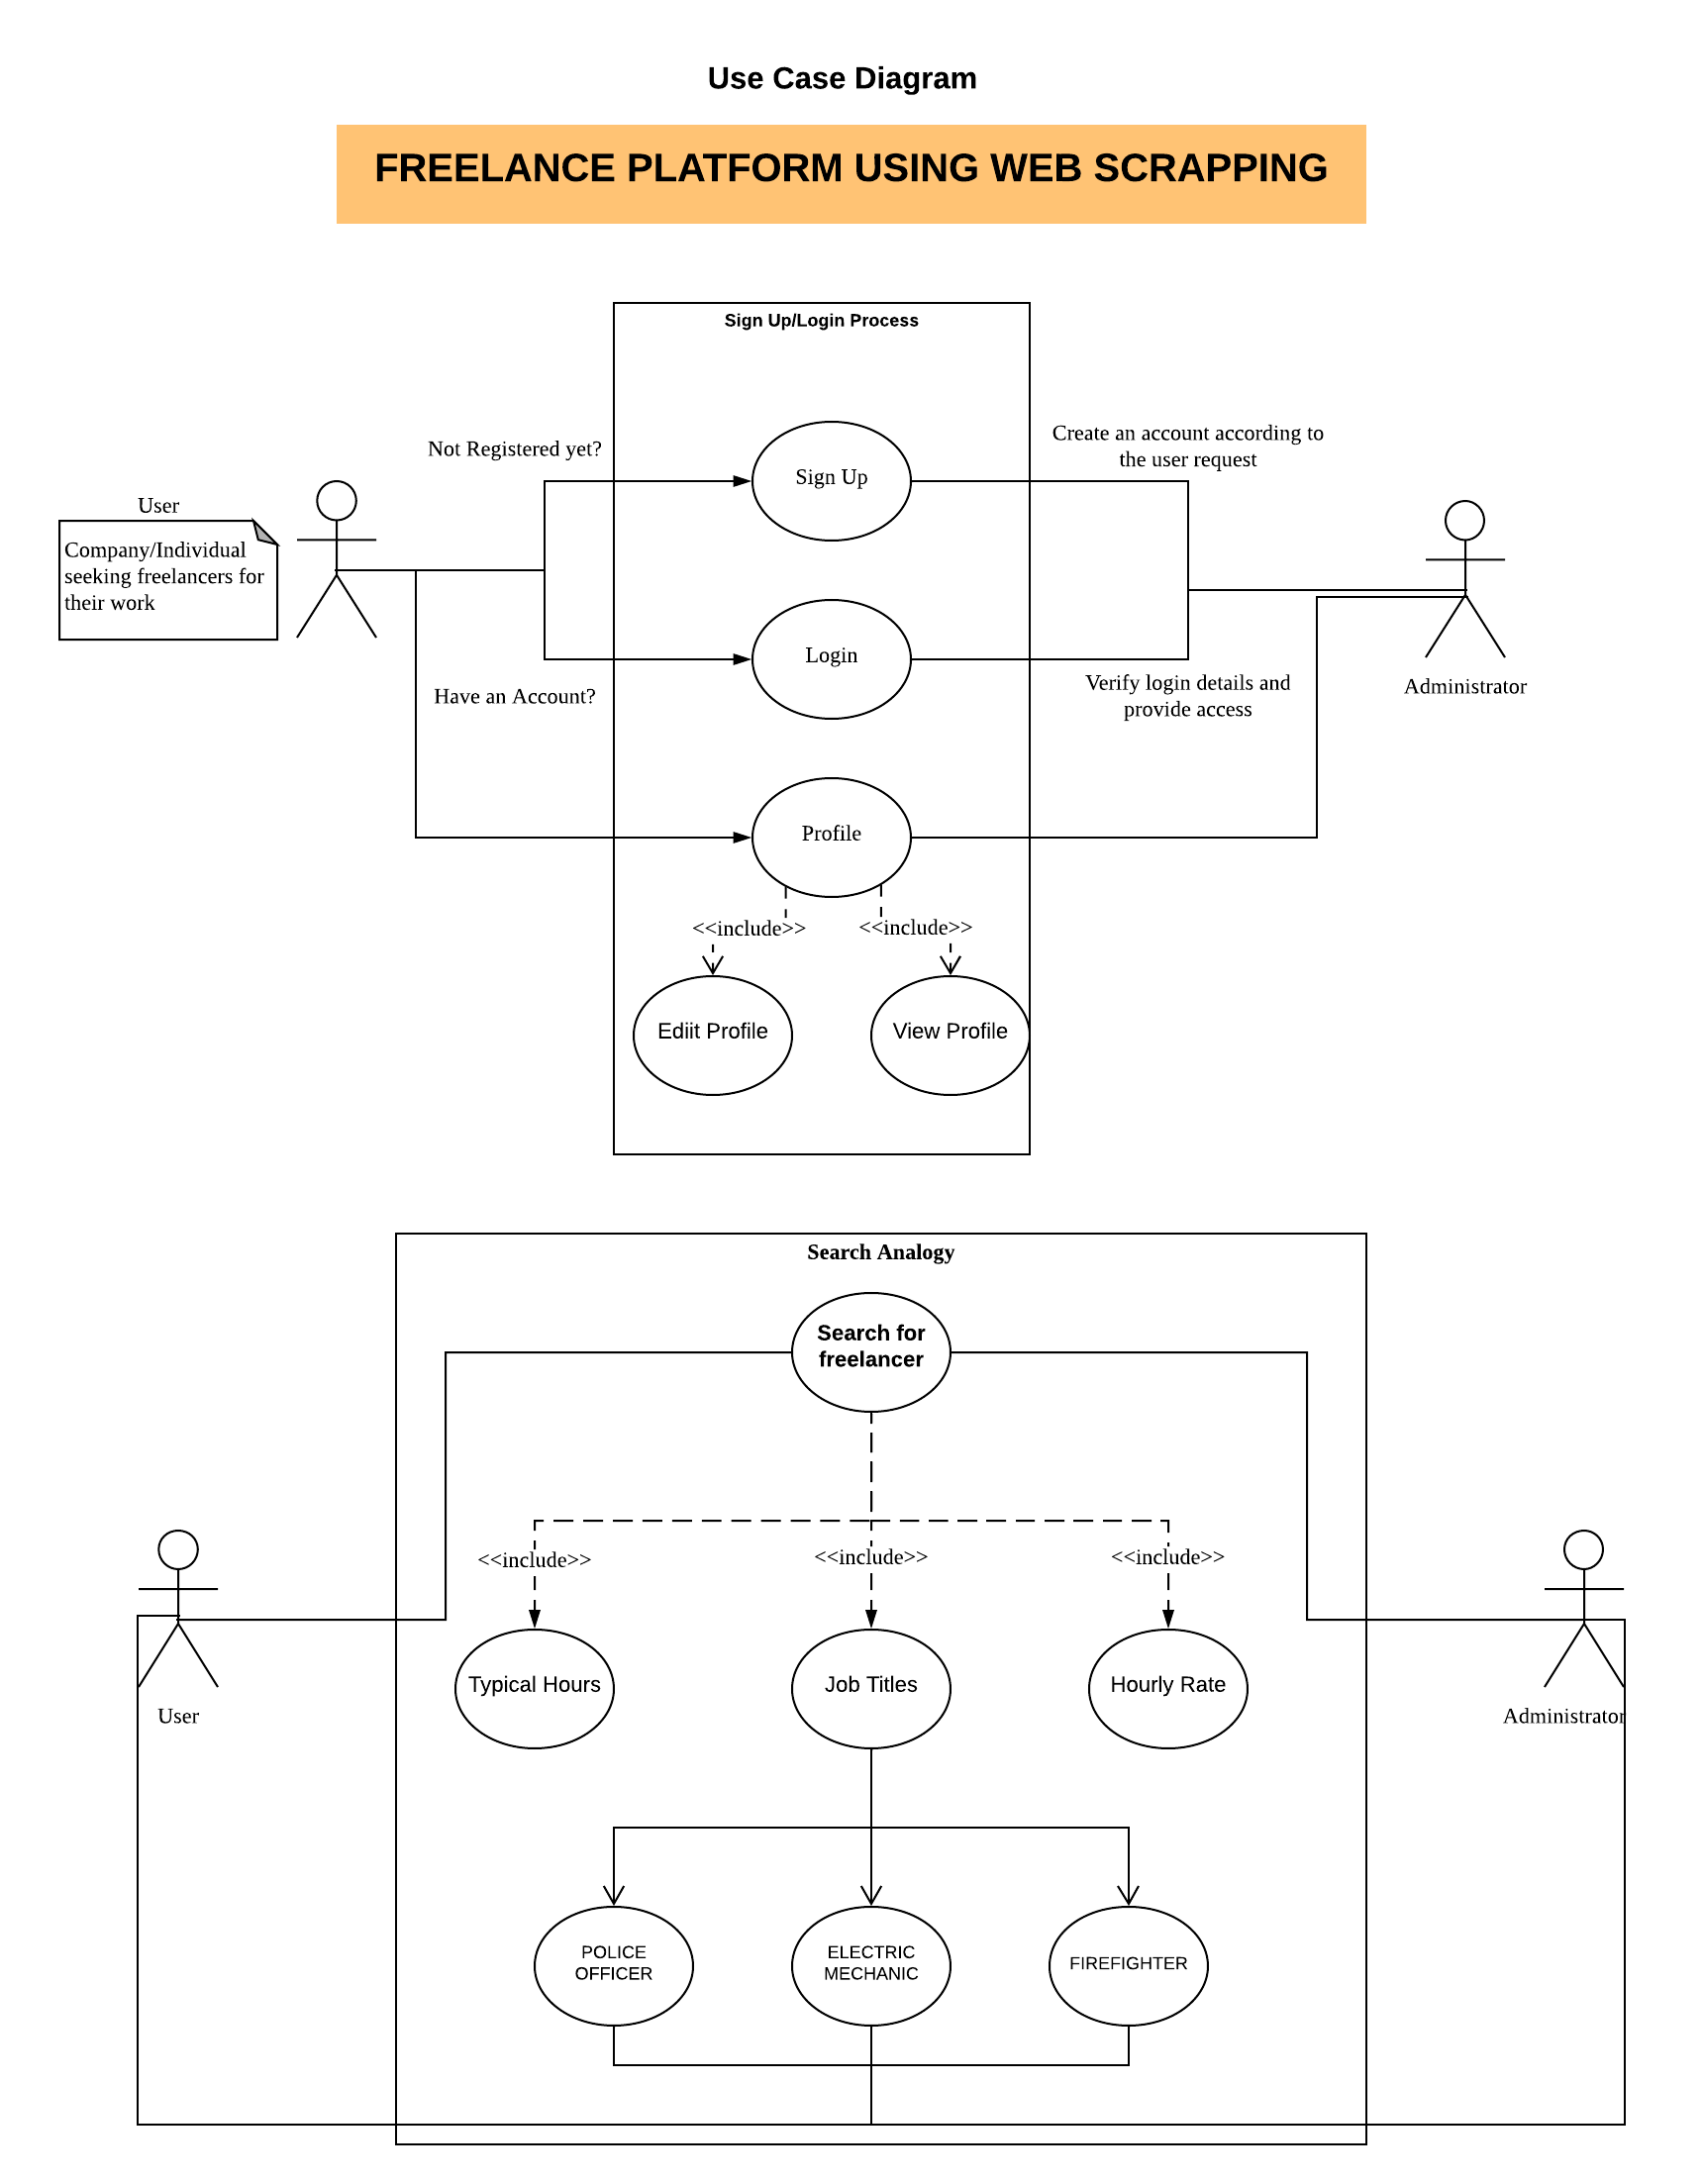 Use Case Diagram
FREELANCE PLATFORM USING WEB SCRAPPING
Sign Up/Login Process
Not Registered yet?
Create an account according to
the user request
Sign Up
User
Company/Individual
seeking freelancers for
their work
Login
Have an Account?
Verify login details and
provide access
Administrator
Profile
<<include>>
<<include>>
Ediit Profile
View Profile
Search Analogy
Search for
freelancer
<<include>>
<<include>>
<<include>>
Typical Hours
Job Titles
Hourly Rate
User
Administrator
POLICE
OFFICER
ELECTRIC
MECHANIC
FIREFIGHTER